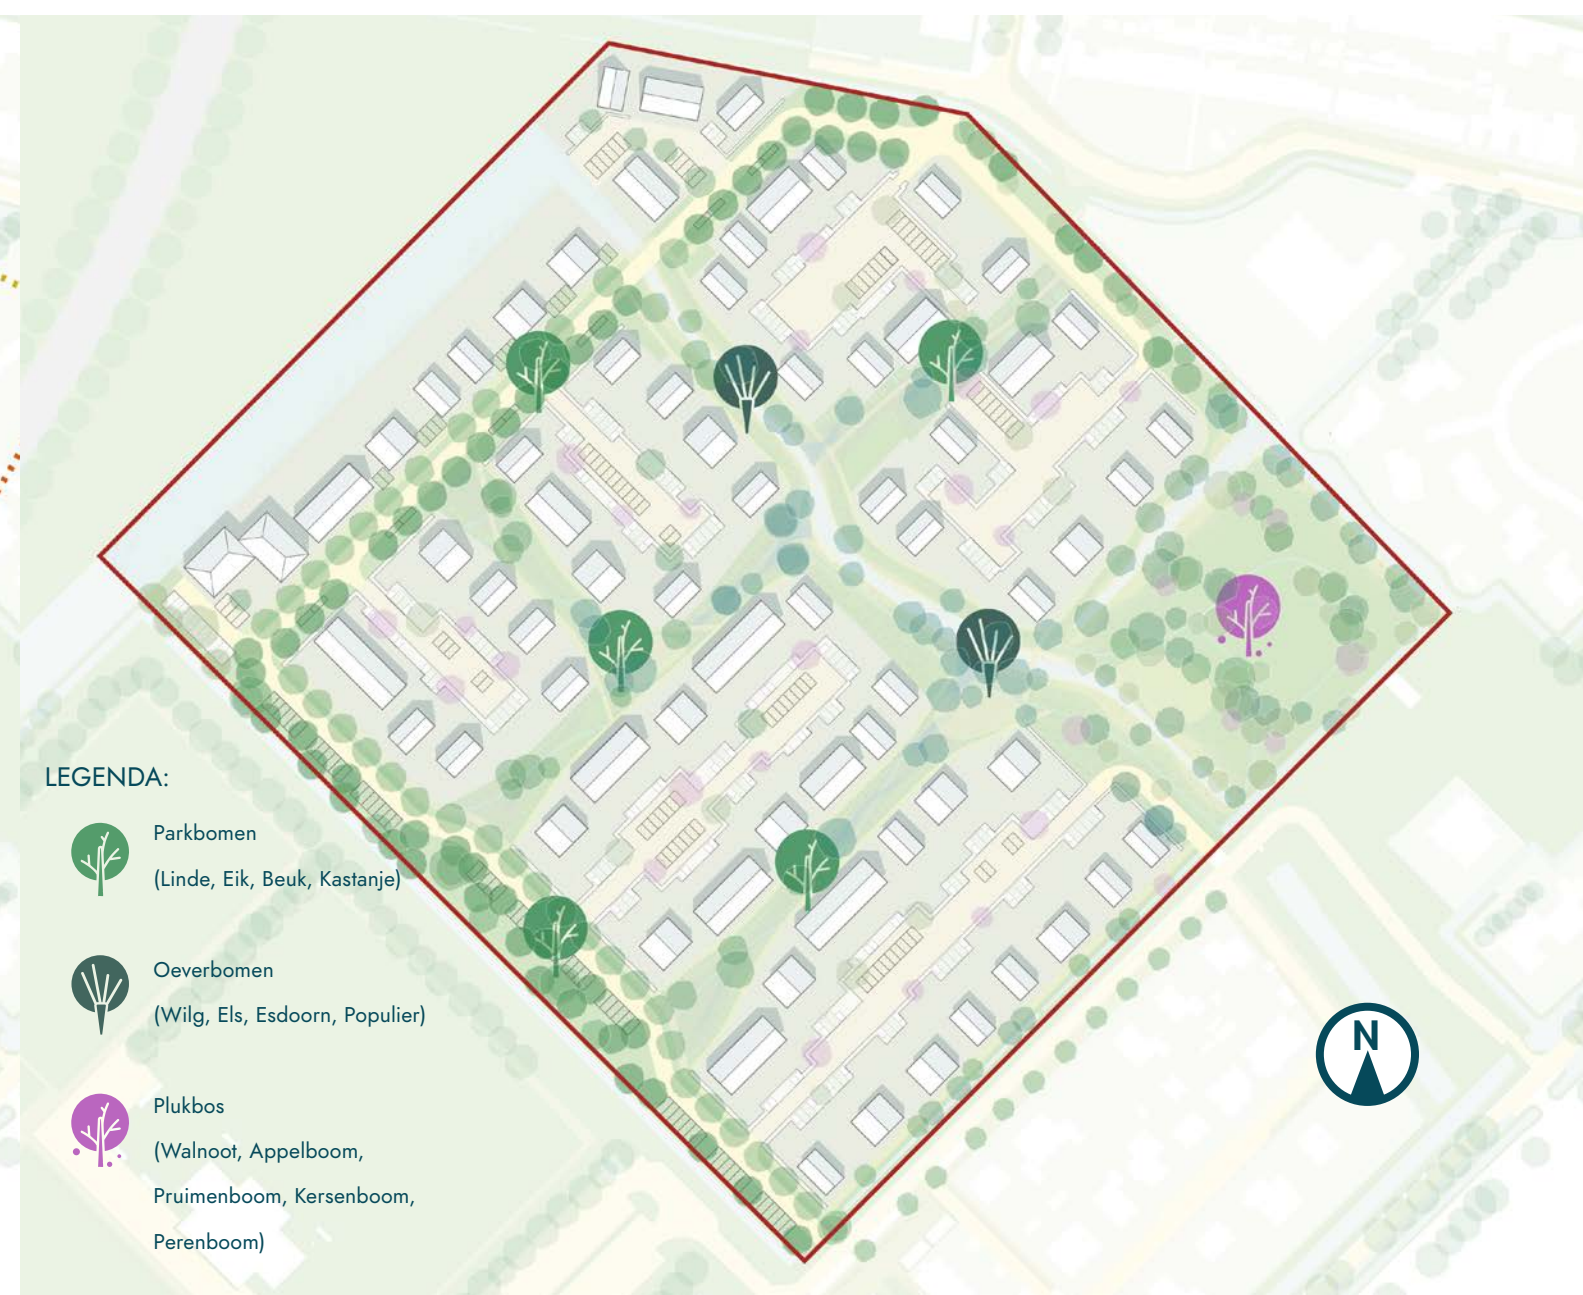 LEGENDA:
Parkbomen
(Linde, Eik, Beuk, Kastanje)
Oeverbomen
(Wilg, Els, Esdoorn, Populier)
Plukbos
(Walnoot, Appelboom,
Pruimenboom, Kersenboom,
Perenboom)
N